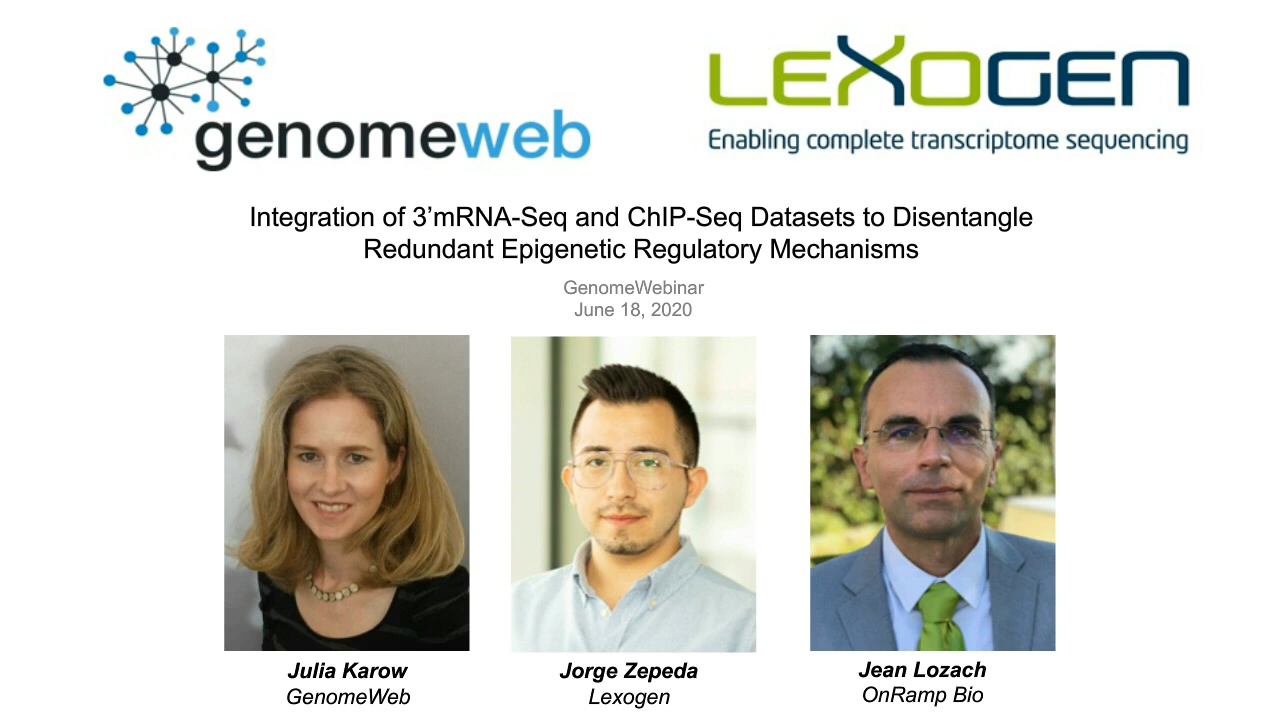 genomeweb
LEXOGEN
Enabling complete transcriptome sequencing
Integration of 3’mRNA-Seq and ChIP-Seq Datasets to Disentangle
Redundant Epigenetic Regulatory Mechanisms
GenomeWebinar
June 18, 2020
Julia Karow
GenomeWeb
Jorge Zepeda
Lexogen
Jean Lozach
OnRamp Bio